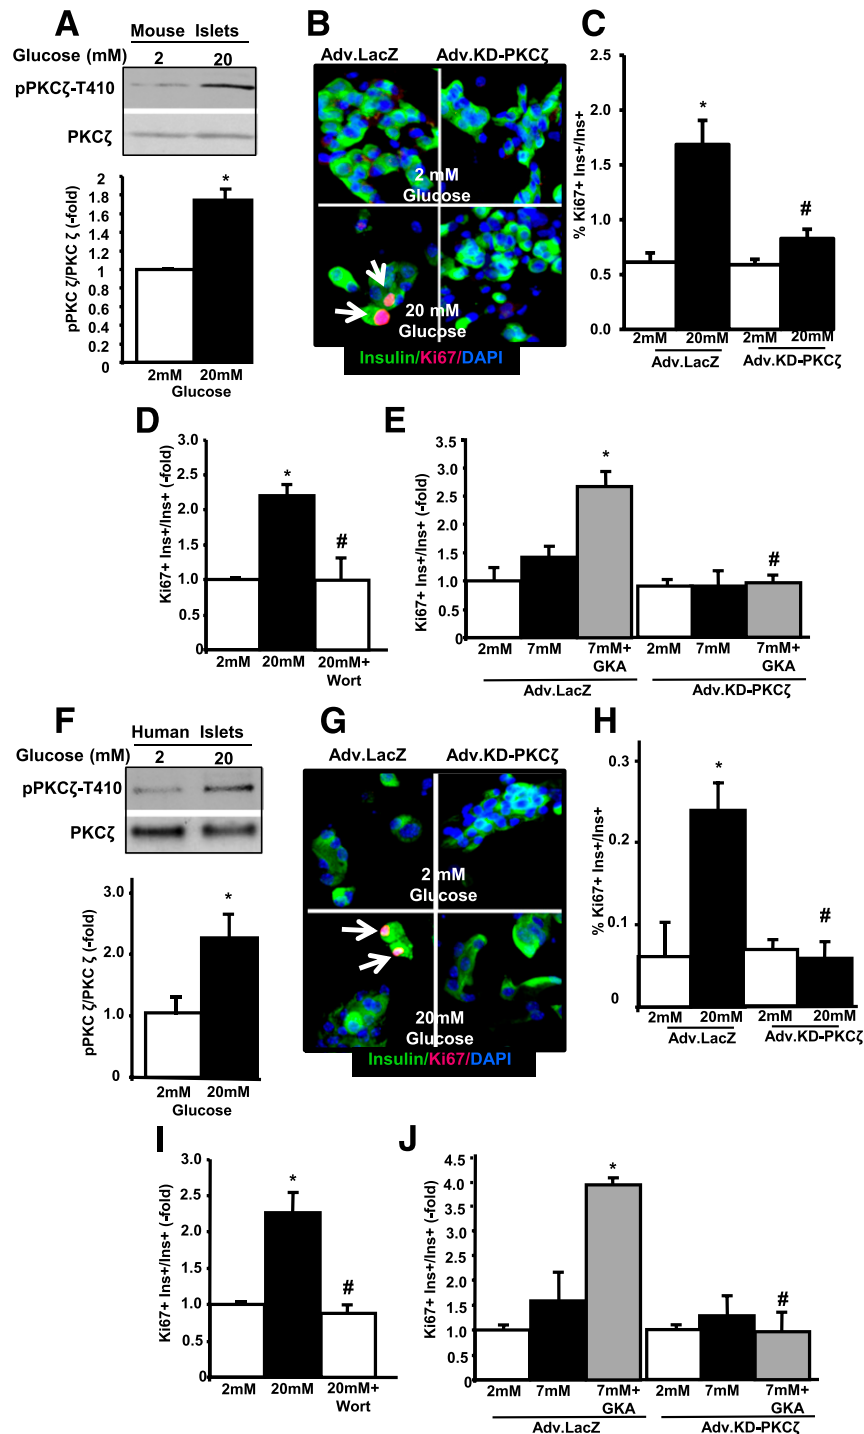 A
Mouse Islets
Glucose (mM) 2 20
pPKCζ-T410
PKCζ
pPKC ζ/PKC ζ (-fold)
2
1.8
1.6
1.4
1.2
1
0.8
0.6
0.4
0.2
0
*
2mM 20mM
Glucose
B
Adv.LacZ Adv.KD-PKCζ
2 mM
Glucose
20 mM
Glucose
Insulin/Ki67/DAPI
C
% Ki67+ Ins+/Ins+
2.5
2.0
1.5
1.0
0.5
0.0
*
#
2mM 20mM 2mM 20mM
Adv.LacZ Adv.KD-PKCζ
D
Ki67+ Ins+/Ins+ (-fold)
3.0
2.5
2.0
1.5
1.0
0.5
0
*
#
2mM 20mM 20mM+
Wort
E
Ki67+ Ins+/Ins+ (-fold)
3.5
3.0
2.5
2.0
1.5
1.0
0.5
0
*
#
2mM 7mM 7mM+ 2mM 7mM 7mM+
GKA GKA
Adv.LacZ Adv.KD-PKCζ
F
Human Islets
Glucose (mM) 2 20
pPKCζ-T410
PKCζ
pPKC ζ/PKC ζ (-fold)
3.0
2.0
1.0
0
*
2mM 20mM
Glucose
G
Adv.LacZ Adv.KD-PKCζ
2 mM
Glucose
20mM
Glucose
Insulin/Ki67/DAPI
H
% Ki67+ Ins+/Ins+
0.3
0.2
0.1
0
*
#
2mM 20mM 2mM 20mM
Adv.LacZ Adv.KD-PKCζ
I
Ki67+ Ins+/Ins+ (-fold)
3.0
2.5
2.0
1.5
1.0
0.5
0
*
#
2mM 20mM 20mM+
Wort
J
Ki67+ Ins+/Ins+ (-fold)
4.5
4.0
3.5
3.0
2.5
2.0
1.5
1.0
0.5
0
*
#
2mM 7mM 7mM+ 2mM 7mM 7mM+
GKA GKA
Adv.LacZ Adv.KD-PKCζ